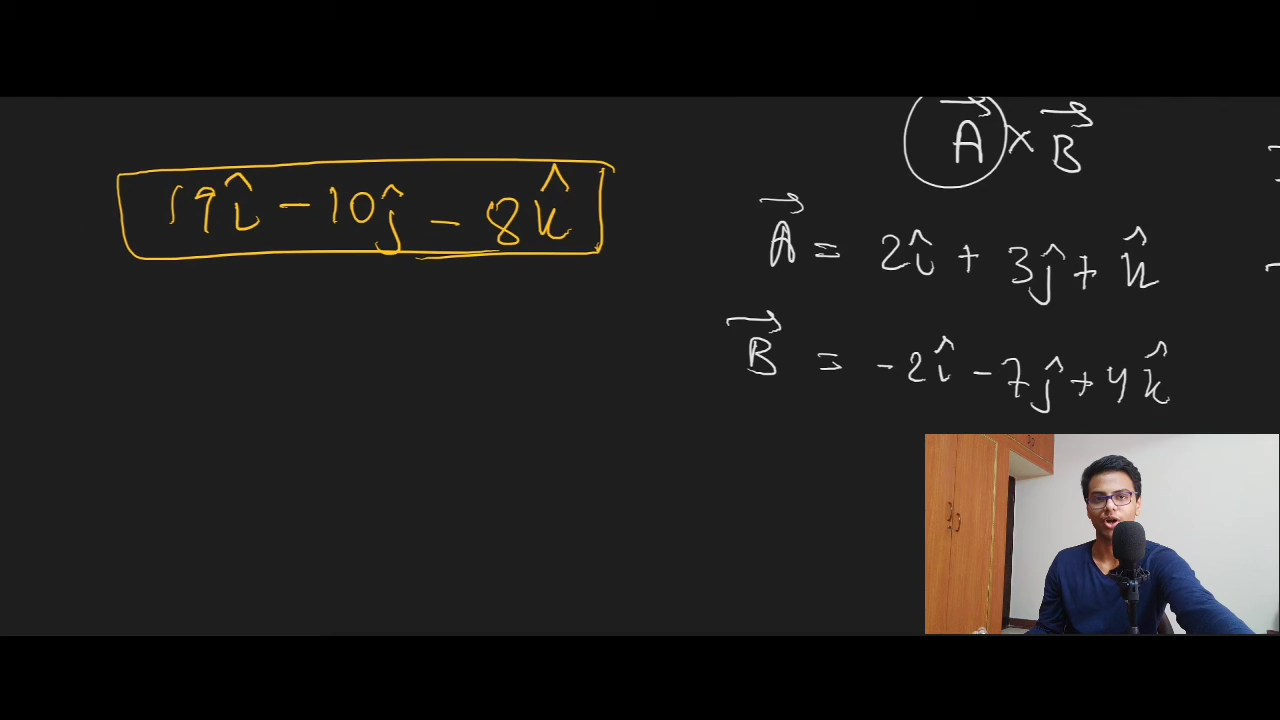 19î − 10ĵ − 8k̂
A⃗ × B⃗
A⃗ = 2î + 3ĵ + k̂
B⃗ = -2î - 7ĵ + 4k̂